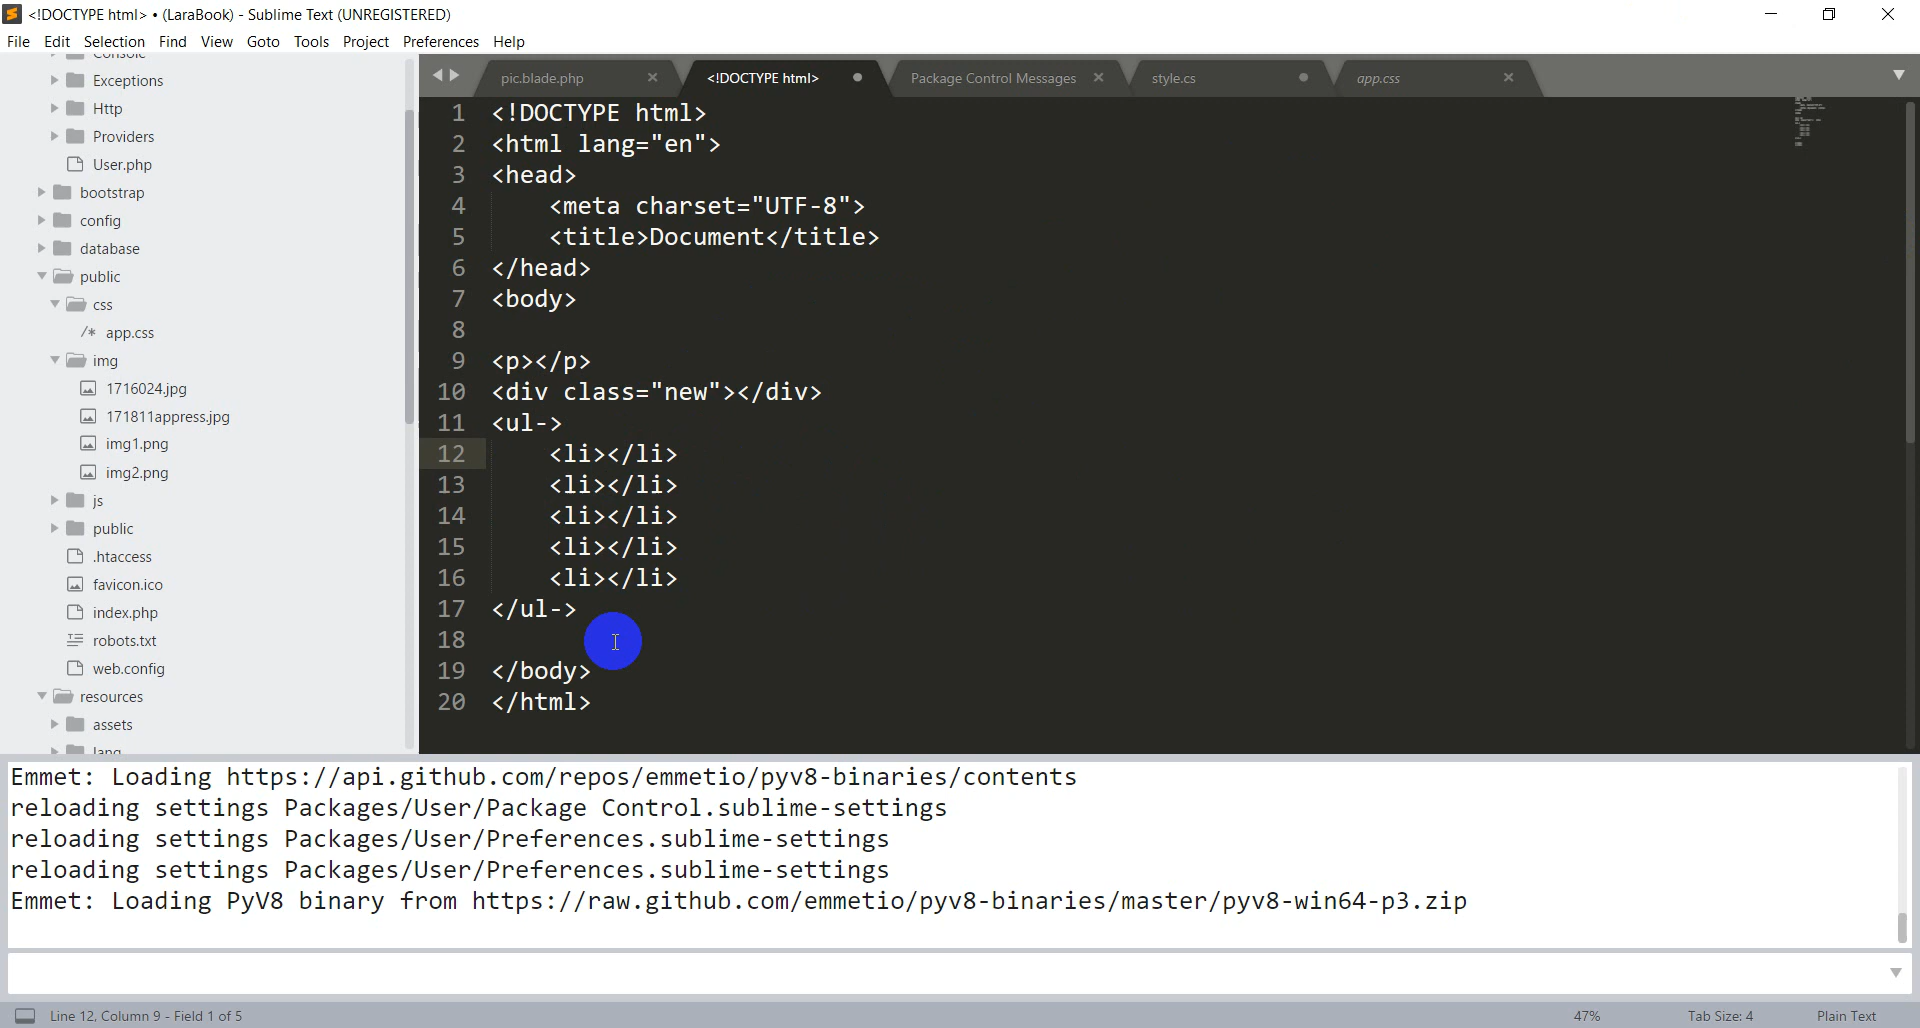 <!DOCTYPE html> • (LaraBook) - Sublime Text (UNREGISTERED)
File Edit Selection Find View Goto Tools Project Preferences Help
Console
Exceptions
Http
Providers
User.php
bootstrap
config
database
public
css
/* app.css
img
1716024.jpg
171811appress.jpg
img1.png
img2.png
js
public
.htaccess
favicon.ico
index.php
robots.txt
web.config
resources
assets
lang
pic.blade.php <!DOCTYPE html> Package Control Messages style.cs app.css
1 <!DOCTYPE html>
2 <html lang="en">
3 <head>
4 <meta charset="UTF-8">
5 <title>Document</title>
6 </head>
7 <body>
8
9 <p></p>
10 <div class="new"></div>
11 <ul->
12 <li></li>
13 <li></li>
14 <li></li>
15 <li></li>
16 <li></li>
17 </ul->
18
19 </body>
20 </html>
Emmet: Loading https://api.github.com/repos/emmetio/pyv8-binaries/contents
reloading settings Packages/User/Package Control.sublime-settings
reloading settings Packages/User/Preferences.sublime-settings
reloading settings Packages/User/Preferences.sublime-settings
Emmet: Loading PyV8 binary from https://raw.github.com/emmetio/pyv8-binaries/master/pyv8-win64-p3.zip
Line 12, Column 9 - Field 1 of 5 47% Tab Size: 4 Plain Text